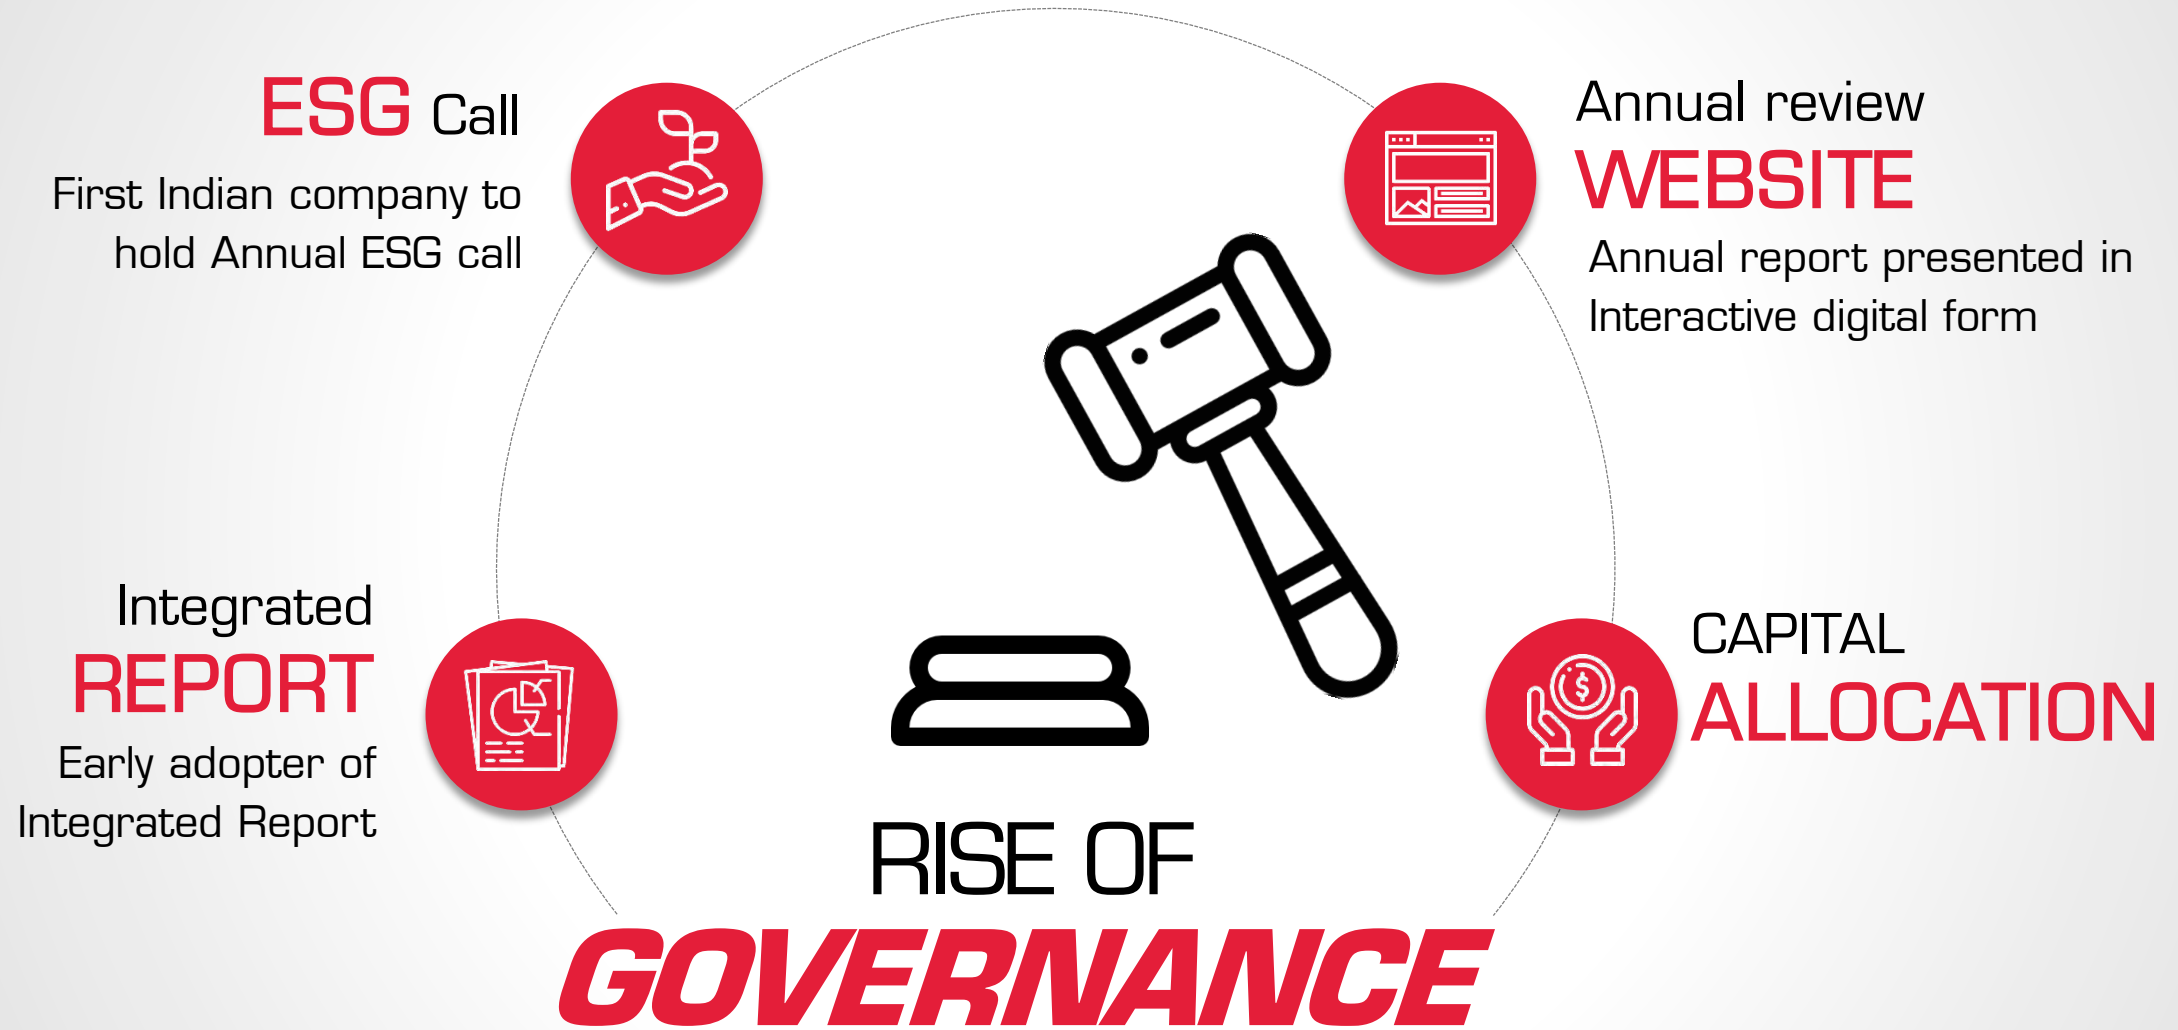 ESG Call
First Indian company to
hold Annual ESG call
Annual review
WEBSITE
Annual report presented in
Interactive digital form
Integrated
REPORT
Early adopter of
Integrated Report
CAPITAL
ALLOCATION
$
RISE OF
GOVERNANCE